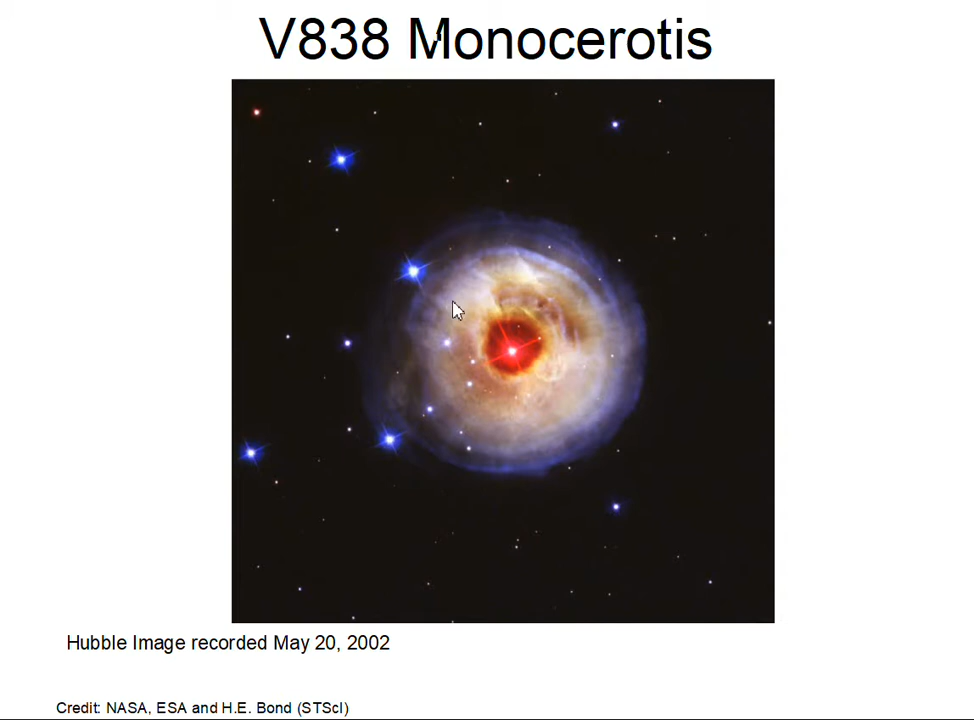 V838 Monocerotis
Hubble Image recorded May 20, 2002
Credit: NASA, ESA and H.E. Bond (STScI)